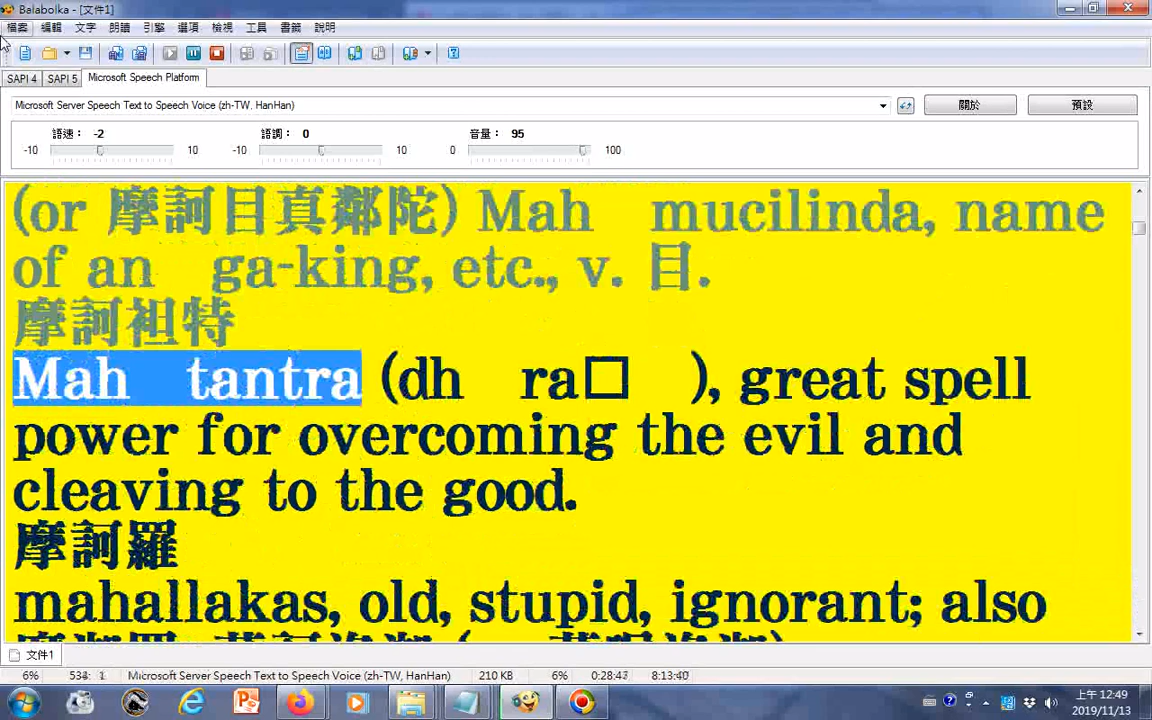 Balabolka - [文件1]
檔案 編輯 文字 朗讀 引擎 選項 檢視 工具 書籤 說明
SAPI 4 SAPI 5 Microsoft Speech Platform
Microsoft Server Speech Text to Speech Voice (zh-TW, HanHan) 關於 預設
語速： -2 語調： 0 音量： 95
-10 10 -10 10 0 100
(or 摩訶目真鄰陀) Mah mucilinda, name
of an ga-king, etc., v. 目.
摩訶袓特
Mah tantra (dh ra□ ), great spell
power for overcoming the evil and
cleaving to the good.
摩訶羅
mahallakas, old, stupid, ignorant; also
文件1
6% 534: 1 Microsoft Server Speech Text to Speech Voice (zh-TW, HanHan) 210 KB 6% 0:28:43 8:13:40
上午 12:49
2019/11/13